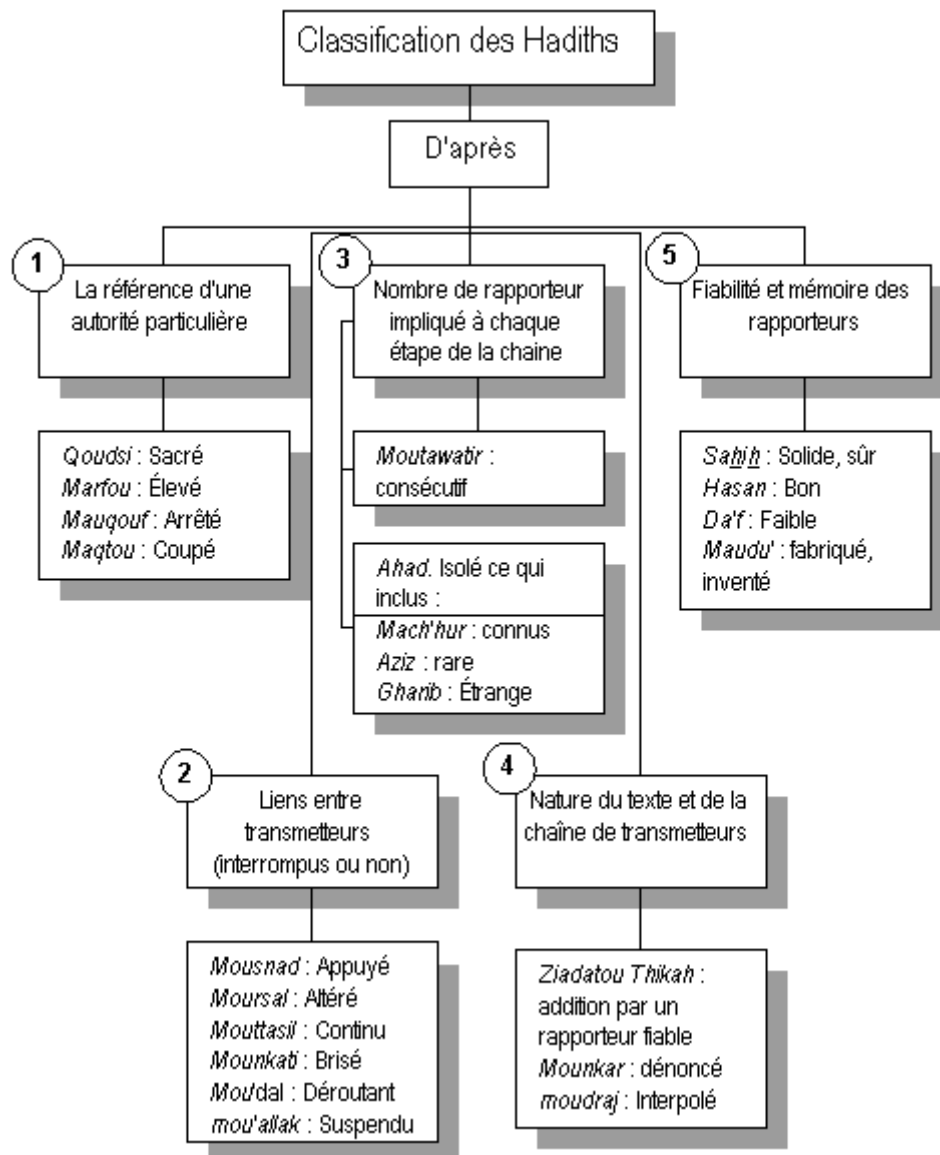 Classification des Hadiths
D'après
1
La référence d'une
autorité particulière
Qoudsi : Sacré
Marfou : Élevé
Mauqouf : Arrêté
Maqtou : Coupé
3
Nombre de rapporteur
impliqué à chaque
étape de la chaine
Moutawatir :
consécutif
Ahad. Isolé ce qui
inclus :
Mach'hur : connus
Aziz : rare
Gharib : Étrange
5
Fiabilité et mémoire des
rapporteurs
Sahih : Solide, sûr
Hasan : Bon
Da'f : Faible
Maudu' : fabriqué,
inventé
2
Liens entre
transmetteurs
(interrompus ou non)
Mousnad : Appuyé
Moursal : Altéré
Mouttasil : Continu
Mounkati : Brisé
Mou'dal : Déroutant
mou'allak : Suspendu
4
Nature du texte et de la
chaîne de transmetteurs
Ziadatou Thikah :
addition par un
rapporteur fiable
Mounkar : dénoncé
moudraj : Interpolé